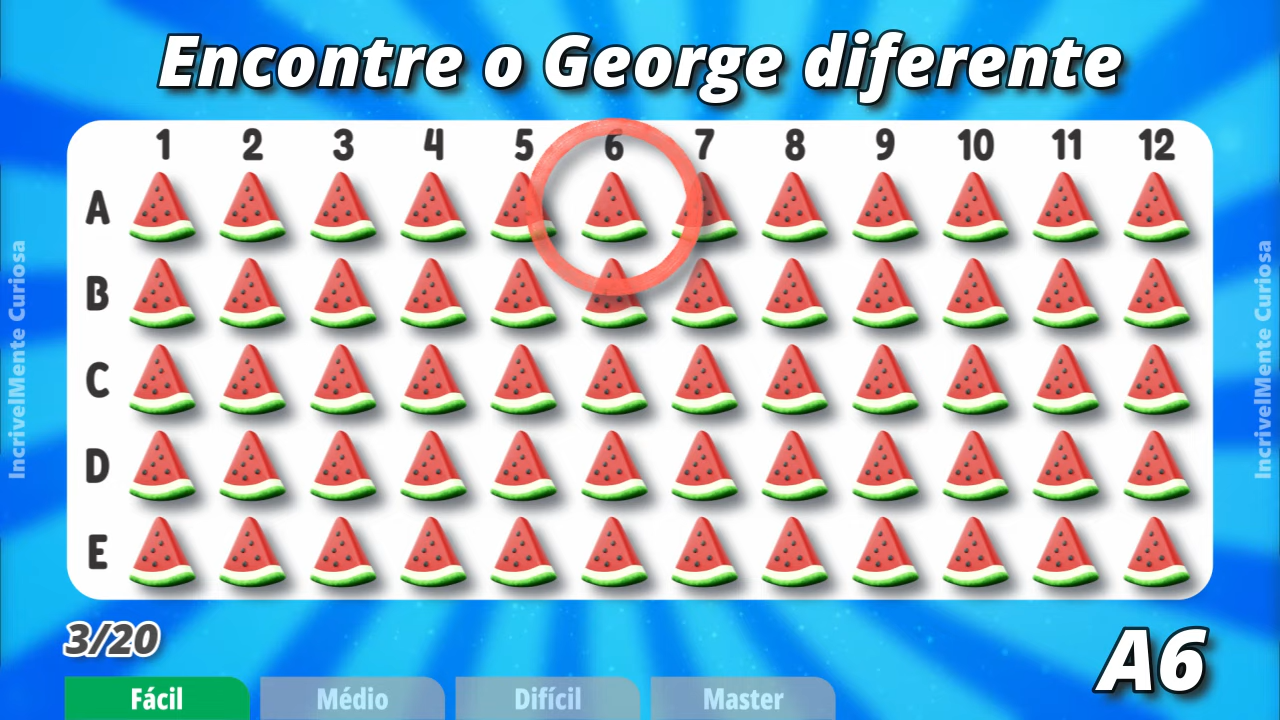 Encontre o George diferente
1 2 3 4 5 6 7 8 9 10 11 12
A
B
C
D
E
IncrivelMente Curiosa
IncrivelMente Curiosa
3/20
A6
Fácil Médio Difícil Master